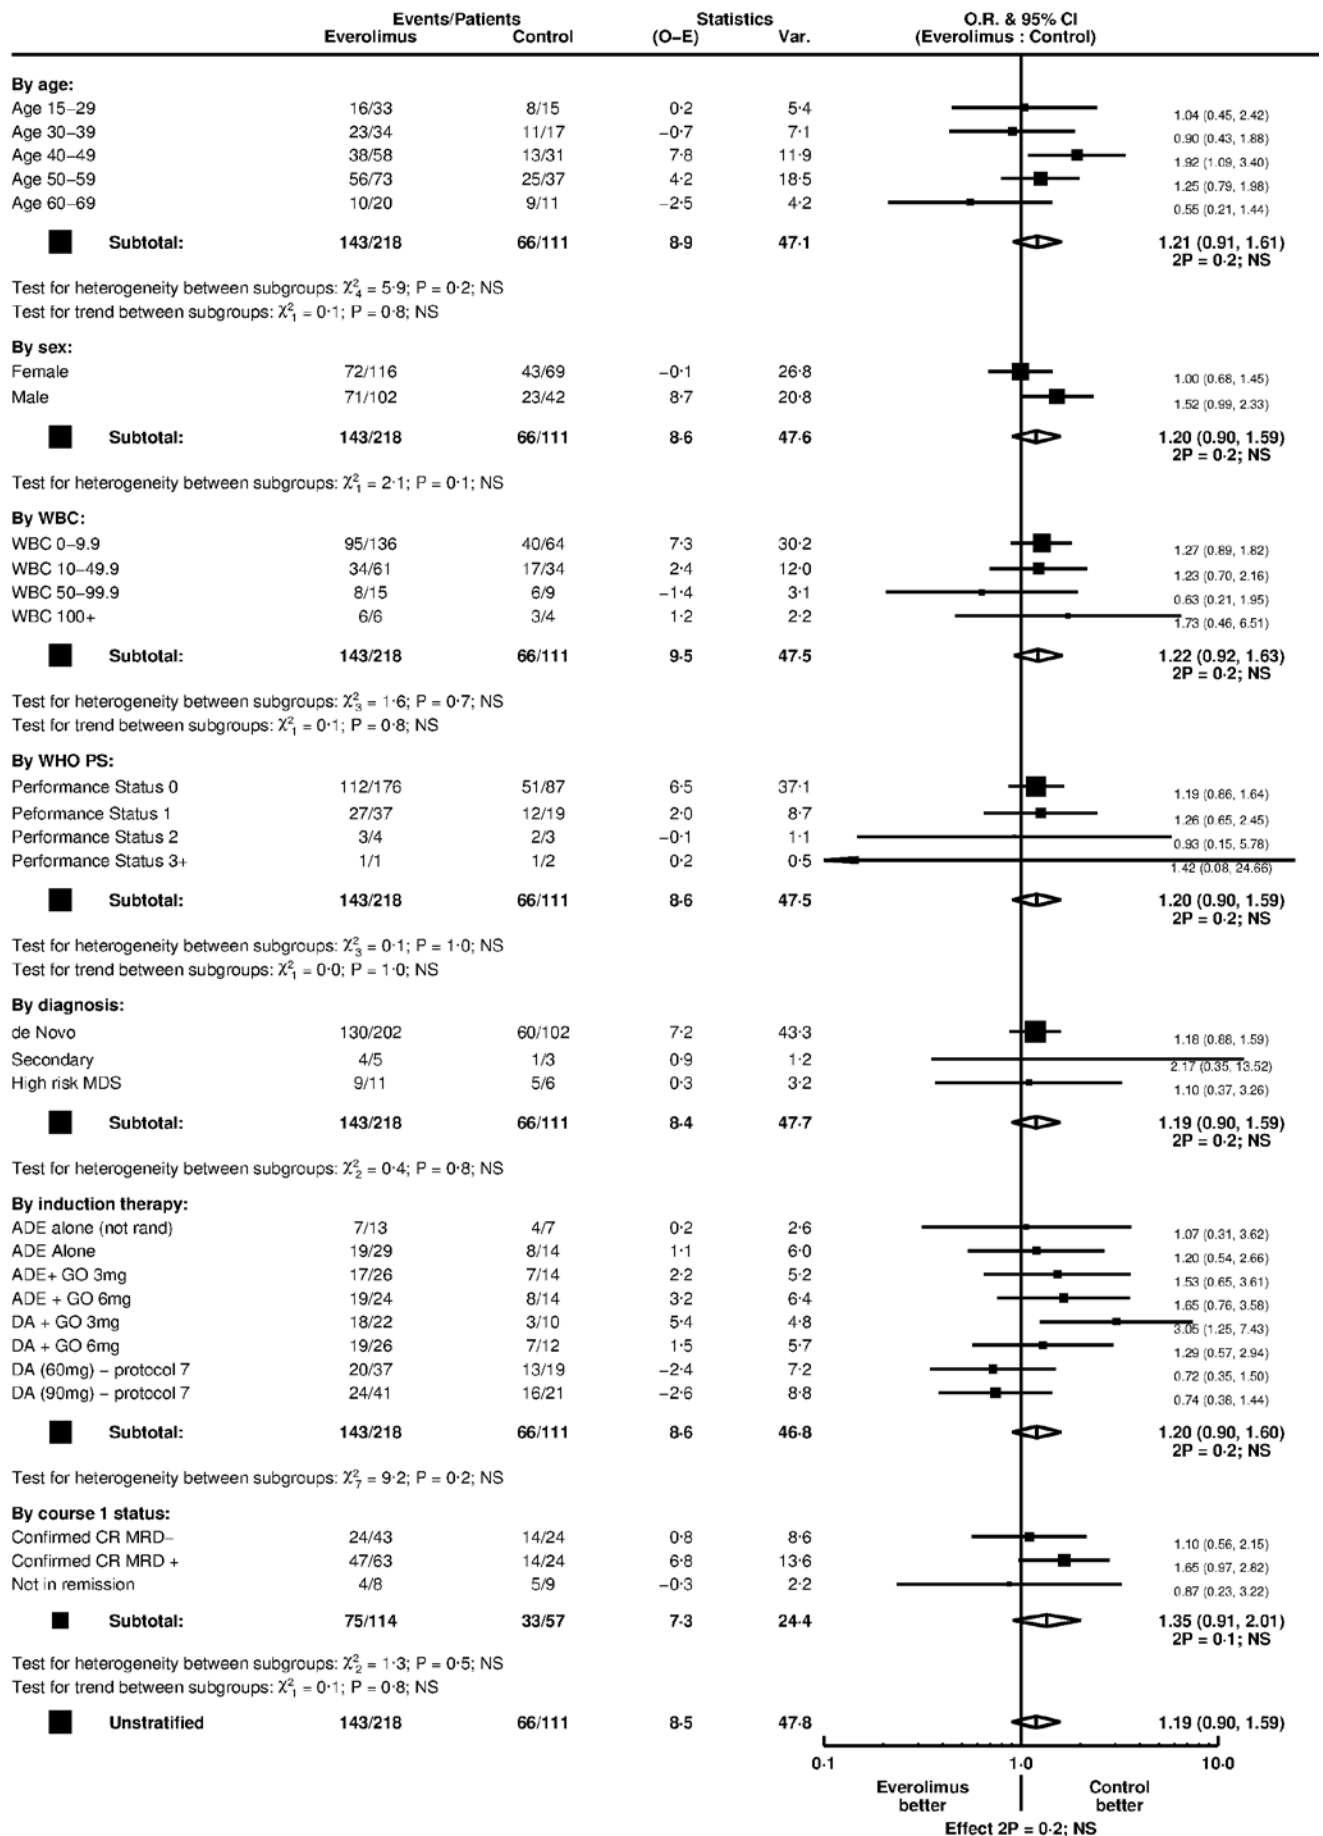 Events/Patients Statistics O.R. & 95% CI
Everolimus Control (O–E) Var. (Everolimus : Control)
By age:
Age 15–29 16/33 8/15 0·2 5·4 1.04 (0.45, 2.42)
Age 30–39 23/34 11/17 −0·7 7·1 0.90 (0.43, 1.88)
Age 40–49 38/58 13/31 7·8 11·9 1.92 (1.09, 3.40)
Age 50–59 56/73 25/37 4·2 18·5 1.25 (0.79, 1.98)
Age 60–69 10/20 9/11 −2·5 4·2 0.55 (0.21, 1.44)
Subtotal: 143/218 66/111 8·9 47·1 1.21 (0.91, 1.61)
2P = 0·2; NS
Test for heterogeneity between subgroups: χ²₄ = 5·9; P = 0·2; NS
Test for trend between subgroups: χ²₁ = 0·1; P = 0·8; NS
By sex:
Female 72/116 43/69 −0·1 26·8 1.00 (0.68, 1.45)
Male 71/102 23/42 8·7 20·8 1.52 (0.99, 2.33)
Subtotal: 143/218 66/111 8·6 47·6 1.20 (0.90, 1.59)
2P = 0·2; NS
Test for heterogeneity between subgroups: χ²₁ = 2·1; P = 0·1; NS
By WBC:
WBC 0–9.9 95/136 40/64 7·3 30·2 1.27 (0.89, 1.82)
WBC 10–49.9 34/61 17/34 2·4 12·0 1.23 (0.70, 2.16)
WBC 50–99.9 8/15 6/9 −1·4 3·1 0.63 (0.21, 1.95)
WBC 100+ 6/6 3/4 1·2 2·2 1.73 (0.46, 6.51)
Subtotal: 143/218 66/111 9·5 47·5 1.22 (0.92, 1.63)
2P = 0·2; NS
Test for heterogeneity between subgroups: χ²₃ = 1·6; P = 0·7; NS
Test for trend between subgroups: χ²₁ = 0·1; P = 0·8; NS
By WHO PS:
Performance Status 0 112/176 51/87 6·5 37·1 1.19 (0.86, 1.64)
Peformance Status 1 27/37 12/19 2·0 8·7 1.26 (0.65, 2.45)
Performance Status 2 3/4 2/3 −0·1 1·1 0.93 (0.15, 5.78)
Performance Status 3+ 1/1 1/2 0·2 0·5 1.42 (0.08, 24.66)
Subtotal: 143/218 66/111 8·6 47·5 1.20 (0.90, 1.59)
2P = 0·2; NS
Test for heterogeneity between subgroups: χ²₃ = 0·1; P = 1·0; NS
Test for trend between subgroups: χ²₁ = 0·0; P = 1·0; NS
By diagnosis:
de Novo 130/202 60/102 7·2 43·3 1.18 (0.88, 1.59)
Secondary 4/5 1/3 0·9 1·2 2.17 (0.35, 13.52)
High risk MDS 9/11 5/6 0·3 3·2 1.10 (0.37, 3.26)
Subtotal: 143/218 66/111 8·4 47·7 1.19 (0.90, 1.59)
2P = 0·2; NS
Test for heterogeneity between subgroups: χ²₂ = 0·4; P = 0·8; NS
By induction therapy:
ADE alone (not rand) 7/13 4/7 0·2 2·6 1.07 (0.31, 3.62)
ADE Alone 19/29 8/14 1·1 6·0 1.20 (0.54, 2.66)
ADE+ GO 3mg 17/26 7/14 2·2 5·2 1.53 (0.65, 3.61)
ADE + GO 6mg 19/24 8/14 3·2 6·4 1.65 (0.76, 3.58)
DA + GO 3mg 18/22 3/10 5·4 4·8 3.05 (1.25, 7.43)
DA + GO 6mg 19/26 7/12 1·5 5·7 1.29 (0.57, 2.94)
DA (60mg) – protocol 7 20/37 13/19 −2·4 7·2 0.72 (0.35, 1.50)
DA (90mg) – protocol 7 24/41 16/21 −2·6 8·8 0.74 (0.38, 1.44)
Subtotal: 143/218 66/111 8·6 46·8 1.20 (0.90, 1.60)
2P = 0·2; NS
Test for heterogeneity between subgroups: χ²₇ = 9·2; P = 0·2; NS
By course 1 status:
Confirmed CR MRD– 24/43 14/24 0·8 8·6 1.10 (0.56, 2.15)
Confirmed CR MRD + 47/63 14/24 6·8 13·6 1.65 (0.97, 2.82)
Not in remission 4/8 5/9 −0·3 2·2 0.87 (0.23, 3.22)
Subtotal: 75/114 33/57 7·3 24·4 1.35 (0.91, 2.01)
2P = 0·1; NS
Test for heterogeneity between subgroups: χ²₂ = 1·3; P = 0·5; NS
Test for trend between subgroups: χ²₁ = 0·1; P = 0·8; NS
Unstratified 143/218 66/111 8·5 47·8 1.19 (0.90, 1.59)
0·1 1·0 10·0
Everolimus Control
better better
Effect 2P = 0·2; NS